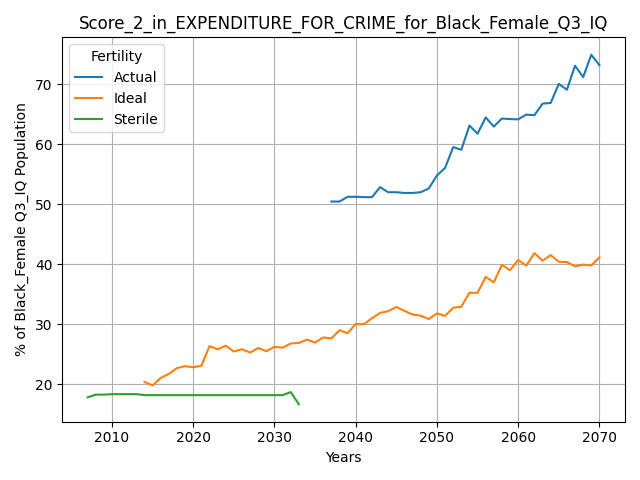 Score_2_in_EXPENDITURE_FOR_CRIME_for_Black_Female_Q3_IQ
Fertility
Actual
Ideal
Sterile
% of Black_Female Q3_IQ Population
70
60
50
40
30
20
2010 2020 2030 2040 2050 2060 2070
Years